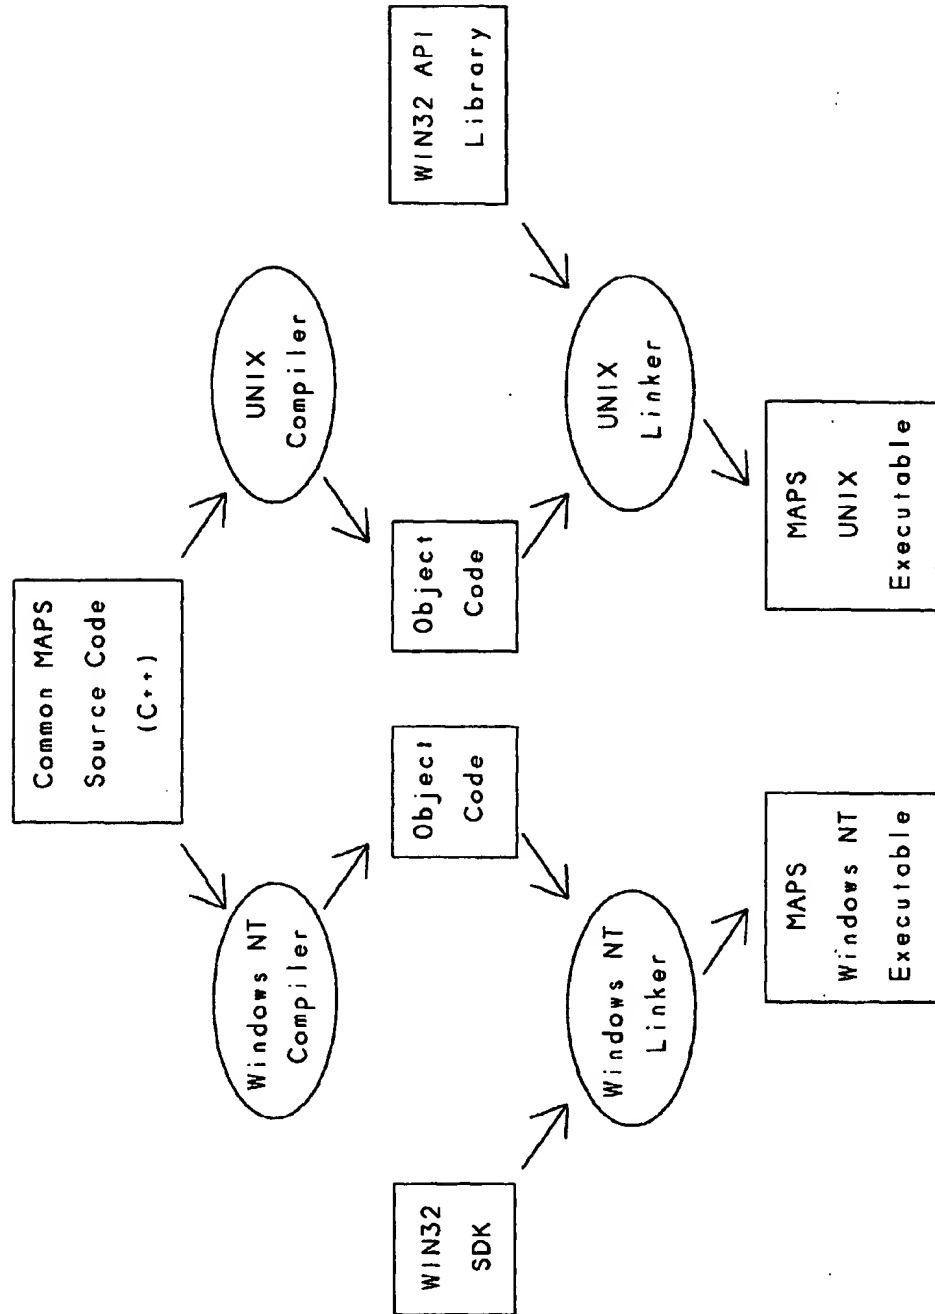 Common MAPS
Source Code
(C++)
Windows NT
Compiler
UNIX
Compiler
WIN32
SDK
Object
Code
Object
Code
WIN32 API
Library
Windows NT
Linker
UNIX
Linker
MAPS
Windows NT
Executable
MAPS
UNIX
Executable